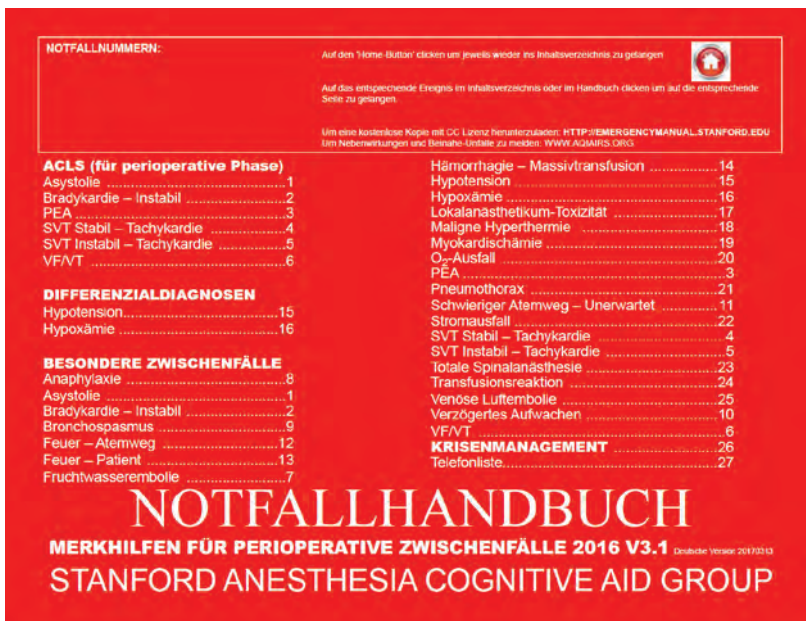 NOTFALLNUMMERN:
Auf den 'Home-Button' clicken um jeweils wieder ins Inhaltsverzeichnis zu gelangen
Auf das entsprechende Ereignis im Inhaltsverzeichnis oder im Handbuch clicken um auf die entsprechende
Seite zu gelangen.
Um eine kostenlose Kopie mit CC Lizenz herunterzuladen: HTTP://EMERGENCYMANUAL.STANFORD.EDU
Um Nebenwirkungen und Beinahe-Unfälle zu melden: WWW.AQIAIRS.ORG
ACLS (für perioperative Phase)
Asystolie ........................................1
Bradykardie – Instabil ....................2
PEA ................................................3
SVT Stabil – Tachykardie ..............4
SVT Instabil – Tachykardie ............5
VF/VT .............................................6
DIFFERENZIALDIAGNOSEN
Hypotension...................................15
Hypoxämie .....................................16
BESONDERE ZWISCHENFÄLLE
Anaphylaxie ....................................8
Asystolie .........................................1
Bradykardie – Instabil .....................2
Bronchospasmus ............................9
Feuer – Atemweg ..........................12
Feuer – Patient ..............................13
Fruchtwasserembolie .....................7
Hämorrhagie – Massivtransfusion ................14
Hypotension ..................................................15
Hypoxämie ....................................................16
Lokalanästhetikum-Toxizität .........................17
Maligne Hyperthermie ..................................18
Myokardischämie ..........................................19
O₂-Ausfall ......................................................20
PEA .................................................................3
Pneumothorax ...............................................21
Schwieriger Atemweg – Unerwartet ..............11
Stromausfall ..................................................22
SVT Stabil – Tachykardie ...............................4
SVT Instabil – Tachykardie .............................5
Totale Spinalanästhesie ................................23
Transfusionsreaktion .....................................24
Venöse Luftembolie .......................................25
Verzögertes Aufwachen .................................10
VF/VT ..............................................................6
KRISENMANAGEMENT ..........................26
Telefonliste.....................................................27
NOTFALLHANDBUCH
MERKHILFEN FÜR PERIOPERATIVE ZWISCHENFÄLLE 2016 V3.1 Deutsche Version 20170313
STANFORD ANESTHESIA COGNITIVE AID GROUP